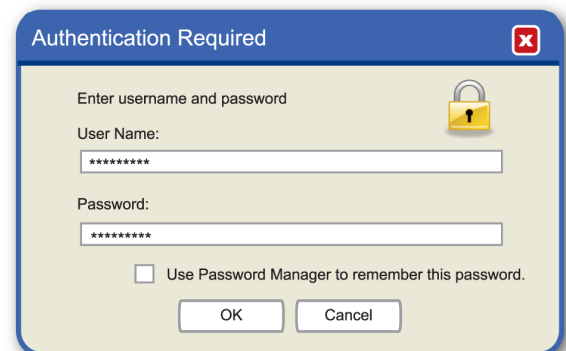 Authentication Required
X
Enter username and password
User Name:
*********
Password:
*********
Use Password Manager to remember this password.
OK
Cancel